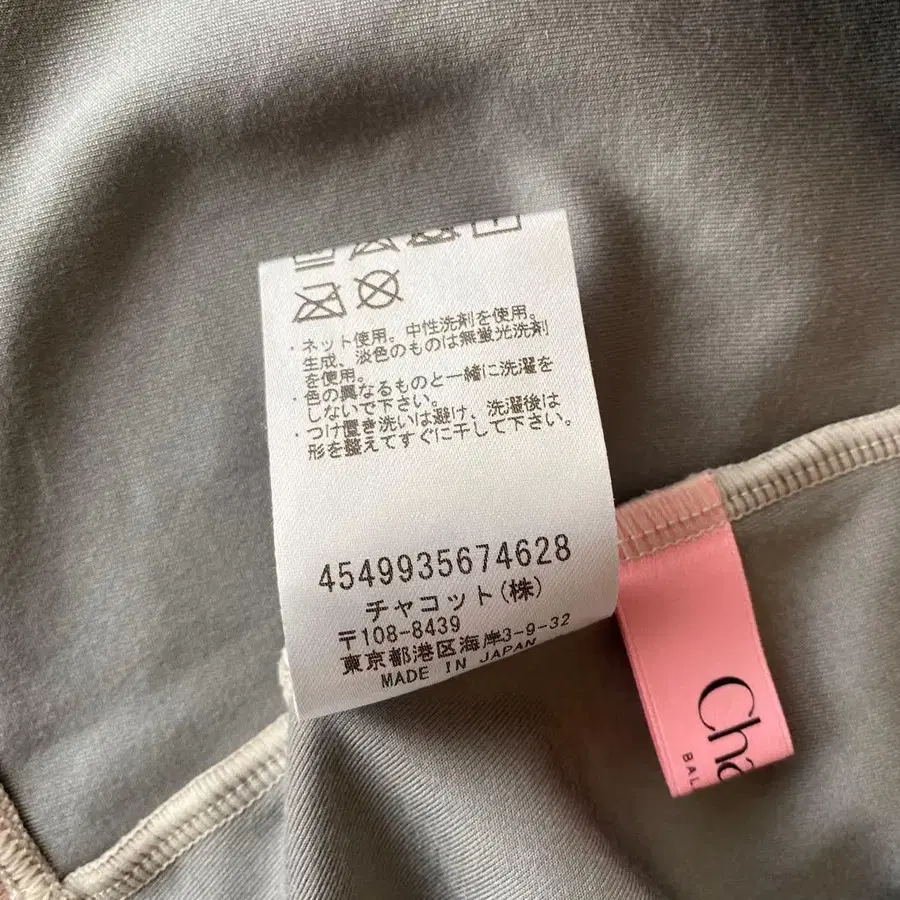 ・ネット使用。中性洗剤を使用。
生成、淡色のものは無蛍光洗剤
を使用。
・色の異なるものと一緒に洗濯を
しないで下さい。
・つけ置き洗いは避け、洗濯後は
形を整えてすぐに干して下さい。
4549935674628
チャコット(株)
〒108-8439
東京都港区海岸3-9-32
MADE IN JAPAN
Cha
BAL